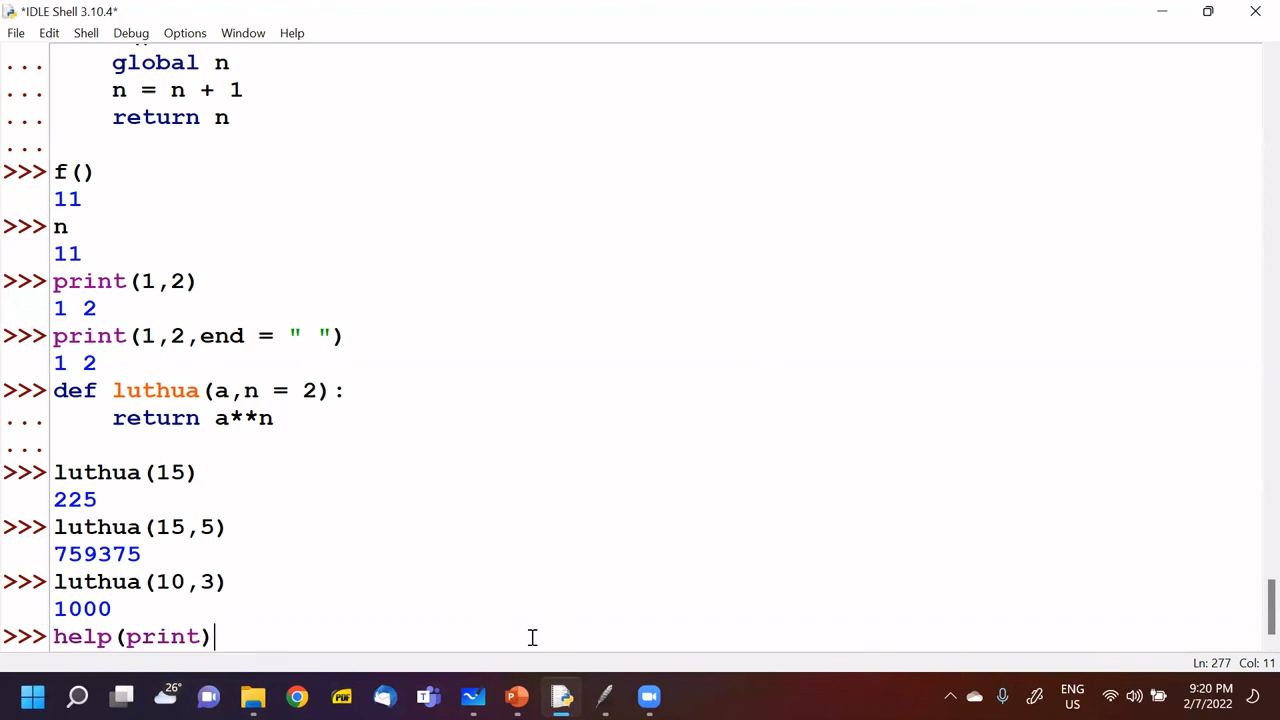 *IDLE Shell 3.10.4*
File Edit Shell Debug Options Window Help
... global n
... n = n + 1
... return n
...
>>> f()
11
>>> n
11
>>> print(1,2)
1 2
>>> print(1,2,end = " ")
1 2
>>> def luthua(a,n = 2):
... return a**n
...
>>> luthua(15)
225
>>> luthua(15,5)
759375
>>> luthua(10,3)
1000
>>> help(print)
Ln: 277 Col: 11
26°
PDF
ENG
US
9:20 PM
2/7/2022